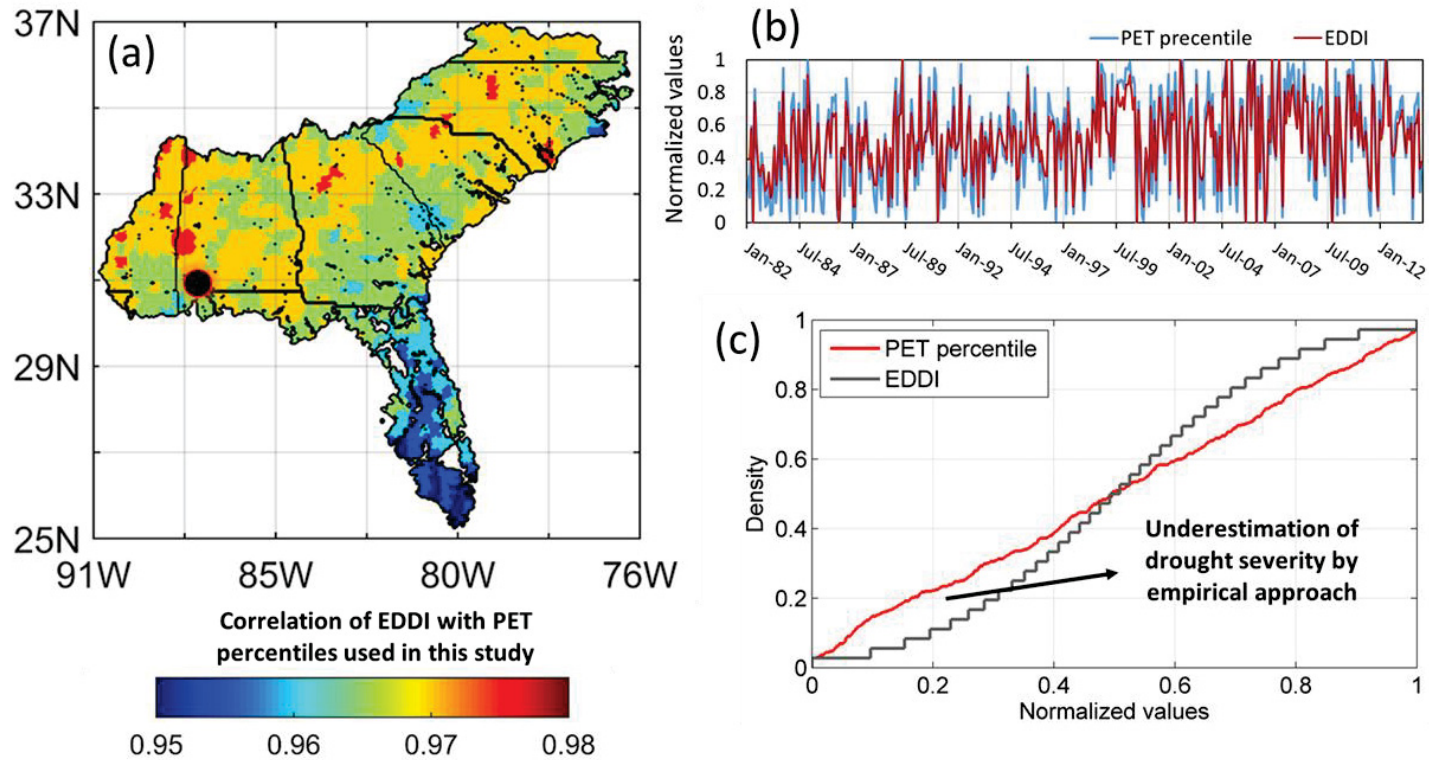 (a)
37N
33N
29N
25N
91W 85W 80W 76W
Correlation of EDDI with PET
percentiles used in this study
0.95 0.96 0.97 0.98
(b)
PET precentile EDDI
Normalized values
1
0.8
0.6
0.4
0.2
0
Jan-82 Jul-84 Jan-87 Jul-89 Jan-92 Jul-94 Jan-97 Jul-99 Jan-02 Jul-04 Jan-07 Jul-09 Jan-12
(c)
PET percentile
EDDI
Density
1
0.8
0.6
0.4
0.2
0
Underestimation of
drought severity by
empirical approach
0 0.2 0.4 0.6 0.8 1
Normalized values